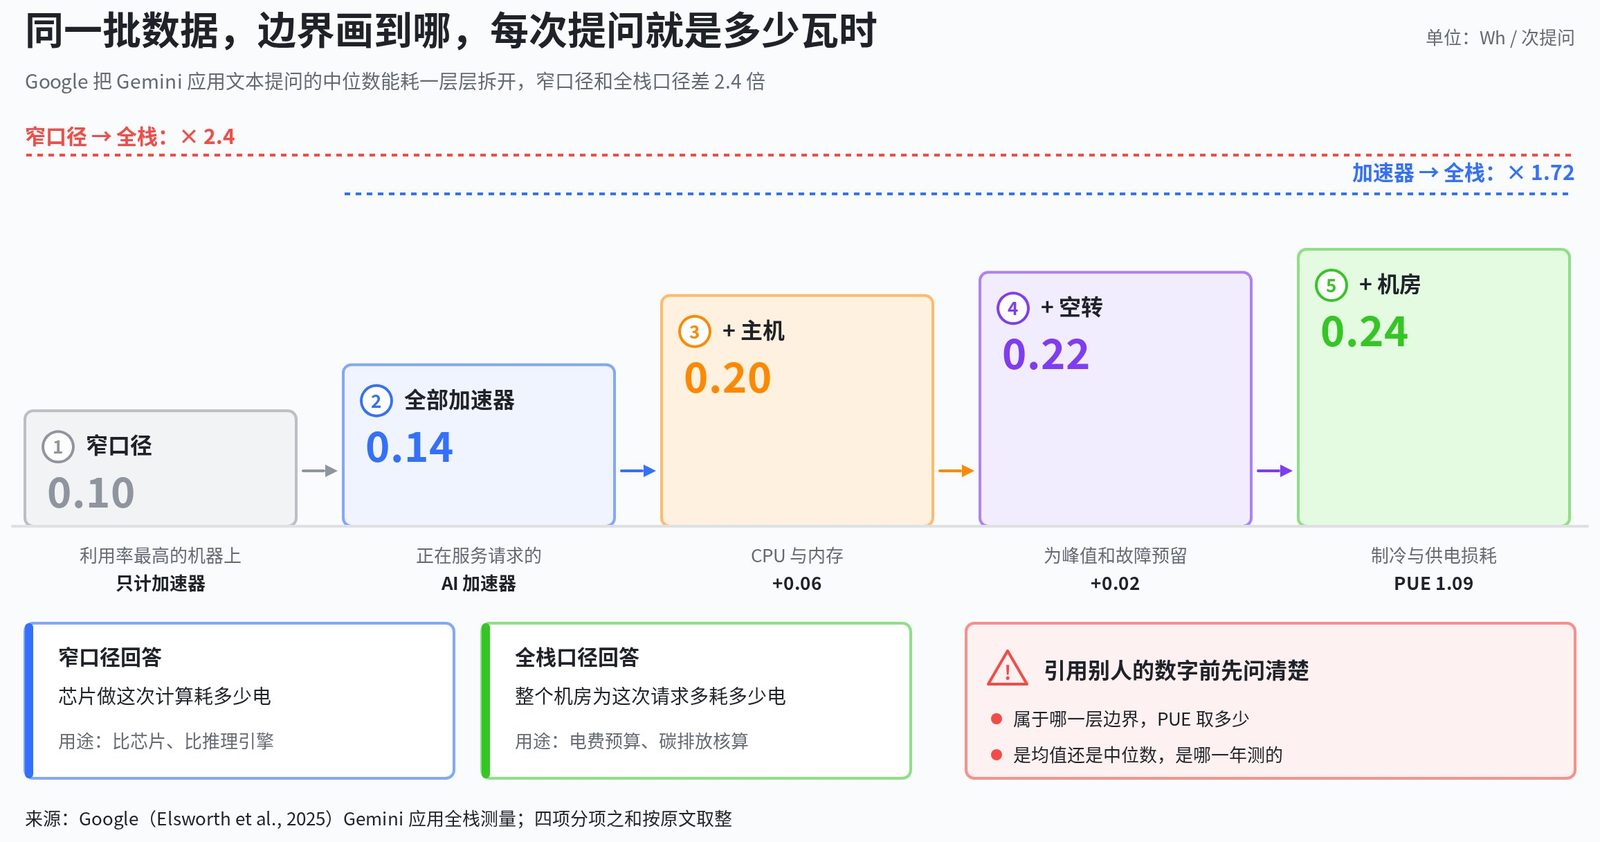 同一批数据，边界画到哪，每次提问就是多少瓦时
单位：Wh / 次提问
Google 把 Gemini 应用文本提问的中位数能耗一层层拆开，窄口径和全栈口径差 2.4 倍
窄口径 → 全栈：× 2.4
加速器 → 全栈：× 1.72
1 窄口径
0.10
2 全部加速器
0.14
3 + 主机
0.20
4 + 空转
0.22
5 + 机房
0.24
利用率最高的机器上
只计加速器
正在服务请求的
AI 加速器
CPU 与内存
+0.06
为峰值和故障预留
+0.02
制冷与供电损耗
PUE 1.09
窄口径回答
芯片做这次计算耗多少电
用途：比芯片、比推理引擎
全栈口径回答
整个机房为这次请求多耗多少电
用途：电费预算、碳排放核算
! 引用别人的数字前先问清楚
属于哪一层边界，PUE 取多少
是均值还是中位数，是哪一年测的
来源：Google（Elsworth et al., 2025）Gemini 应用全栈测量；四项分项之和按原文取整